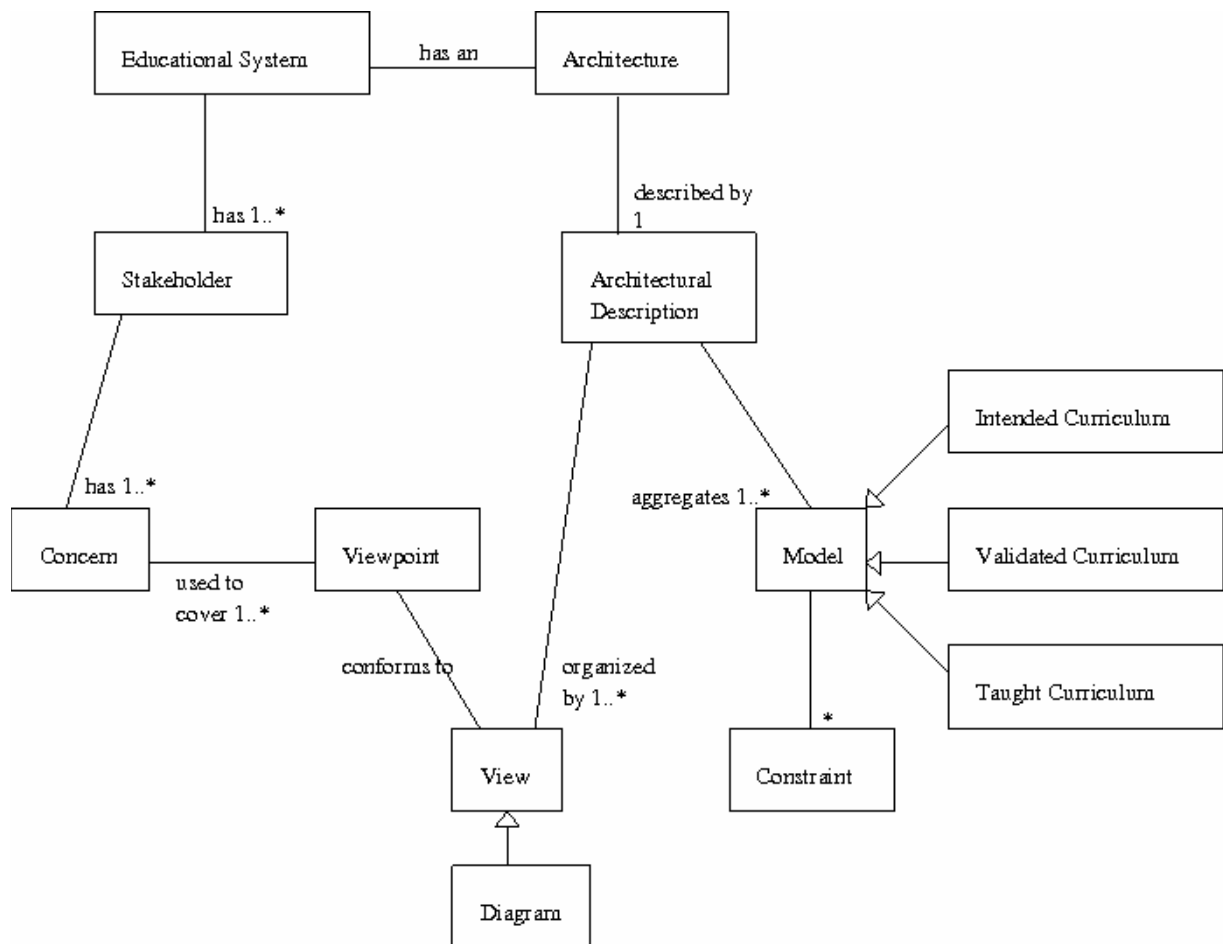 Educational System
has an
Architecture
has 1..*
described by
1
Stakeholder
Architectural
Description
Intended Curriculum
has 1..*
aggregates 1..*
Concern
used to
cover 1..*
Viewpoint
Model
Validated Curriculum
conforms to
organized
by 1..*
Taught Curriculum
*
View
Constraint
Diagram